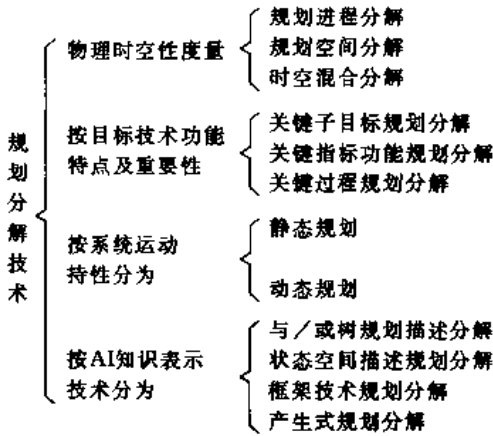 规划分解技术
物理时空性度量
规划进程分解
规划空间分解
时空混合分解
按目标技术功能
特点及重要性
关键子目标规划分解
关键指标功能规划分解
关键过程规划分解
按系统运动
持性分为
静态规划
动态规划
按AI知识表示
技术分为
与／或树规划描述分解
状态空间描述规划分解
框架技术规划分解
产生式规划分解